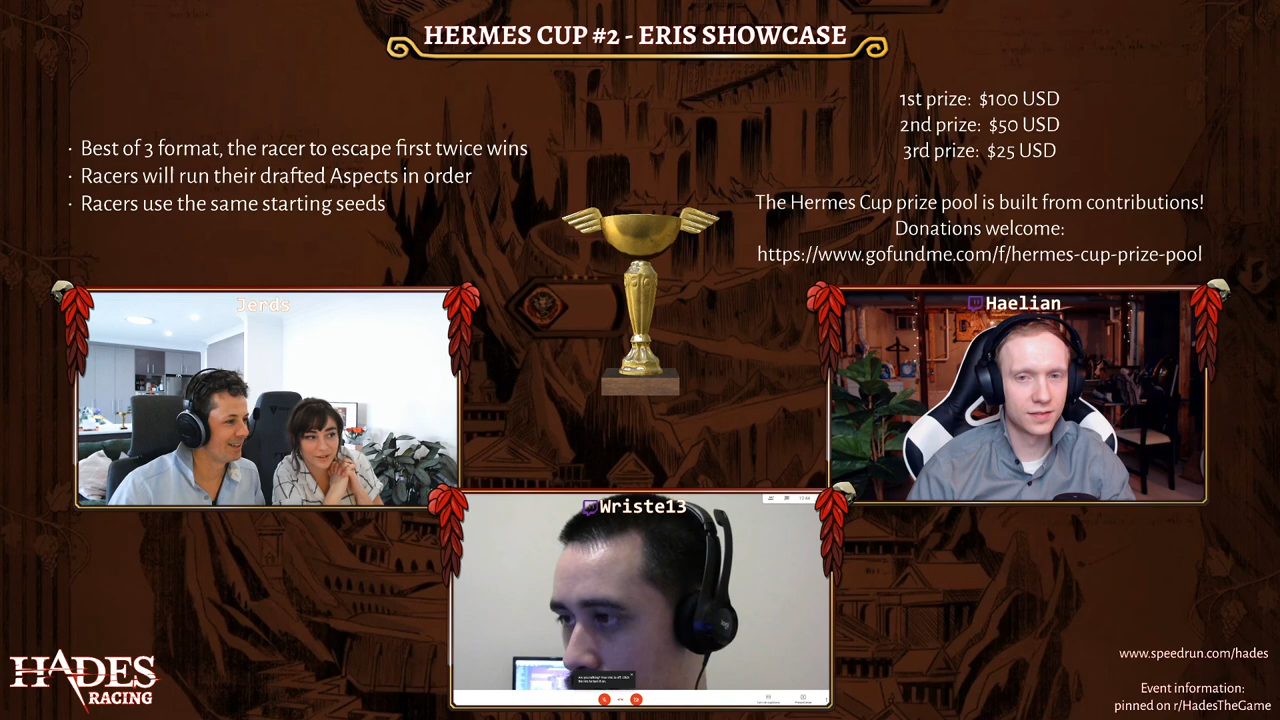 HERMES CUP #2 - ERIS SHOWCASE
· Best of 3 format, the racer to escape first twice wins
· Racers will run their drafted Aspects in order
· Racers use the same starting seeds
1st prize: $100 USD
2nd prize: $50 USD
3rd prize: $25 USD
The Hermes Cup prize pool is built from contributions!
Donations welcome:
https://www.gofundme.com/f/hermes-cup-prize-pool
Jerds
Haelian
Wriste13
HADES
RACING
www.speedrun.com/hades
Event information:
pinned on r/HadesTheGame